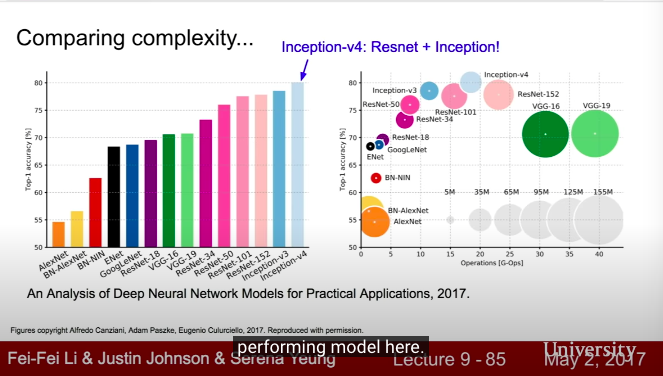 Comparing complexity...
Inception-v4: Resnet + Inception!
80
75
70
65
60
55
50
Top-1 accuracy [%]
AlexNet
BN-AlexNet
BN-NIN
ENet
GoogLeNet
ResNet-18
VGG-16
VGG-19
ResNet-34
ResNet-50
ResNet-101
ResNet-152
Inception-v3
Inception-v4
80
75
70
65
60
55
50
Top-1 accuracy [%]
Inception-v4
Inception-v3
ResNet-152
ResNet-50
VGG-16
VGG-19
ResNet-101
ResNet-34
ResNet-18
GoogLeNet
ENet
BN-NIN
5M 35M 65M 95M 125M 155M
BN-AlexNet
AlexNet
0 5 10 15 20 25 30 35 40
Operations [G-Ops]
An Analysis of Deep Neural Network Models for Practical Applications, 2017.
Figures copyright Alfredo Canziani, Adam Paszke, Eugenio Culurciello, 2017. Reproduced with permission.
performing model here.
Fei-Fei Li & Justin Johnson & Serena Yeung
Lecture 9 - 85
May 2, 2017
University